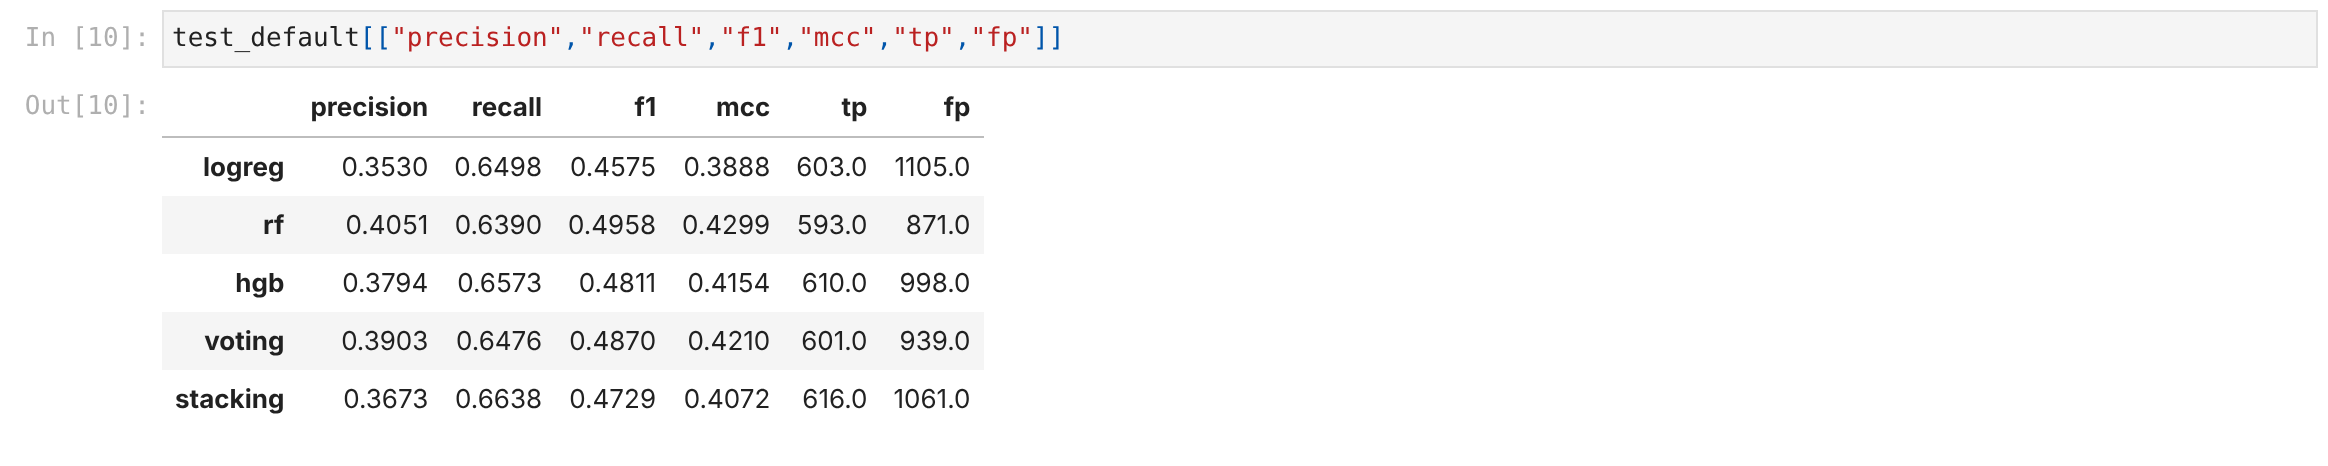 In [10]: test_default[["precision","recall","f1","mcc","tp","fp"]]
Out[10]:
precision recall f1 mcc tp fp
logreg 0.3530 0.6498 0.4575 0.3888 603.0 1105.0
rf 0.4051 0.6390 0.4958 0.4299 593.0 871.0
hgb 0.3794 0.6573 0.4811 0.4154 610.0 998.0
voting 0.3903 0.6476 0.4870 0.4210 601.0 939.0
stacking 0.3673 0.6638 0.4729 0.4072 616.0 1061.0